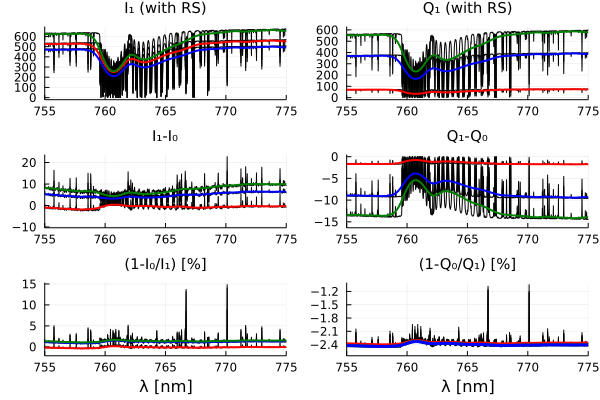 I₁ (with RS)
600
500
400
300
200
100
0
755 760 765 770 775
Q₁ (with RS)
600
500
400
300
200
100
0
755 760 765 770 775
I₁-I₀
20
10
0
−10
755 760 765 770 775
Q₁-Q₀
0
−5
−10
−15
755 760 765 770 775
(1-I₀/I₁) [%]
15
10
5
0
755 760 765 770 775
λ [nm]
(1-Q₀/Q₁) [%]
−1.2
−1.5
−1.8
−2.1
−2.4
755 760 765 770 775
λ [nm]